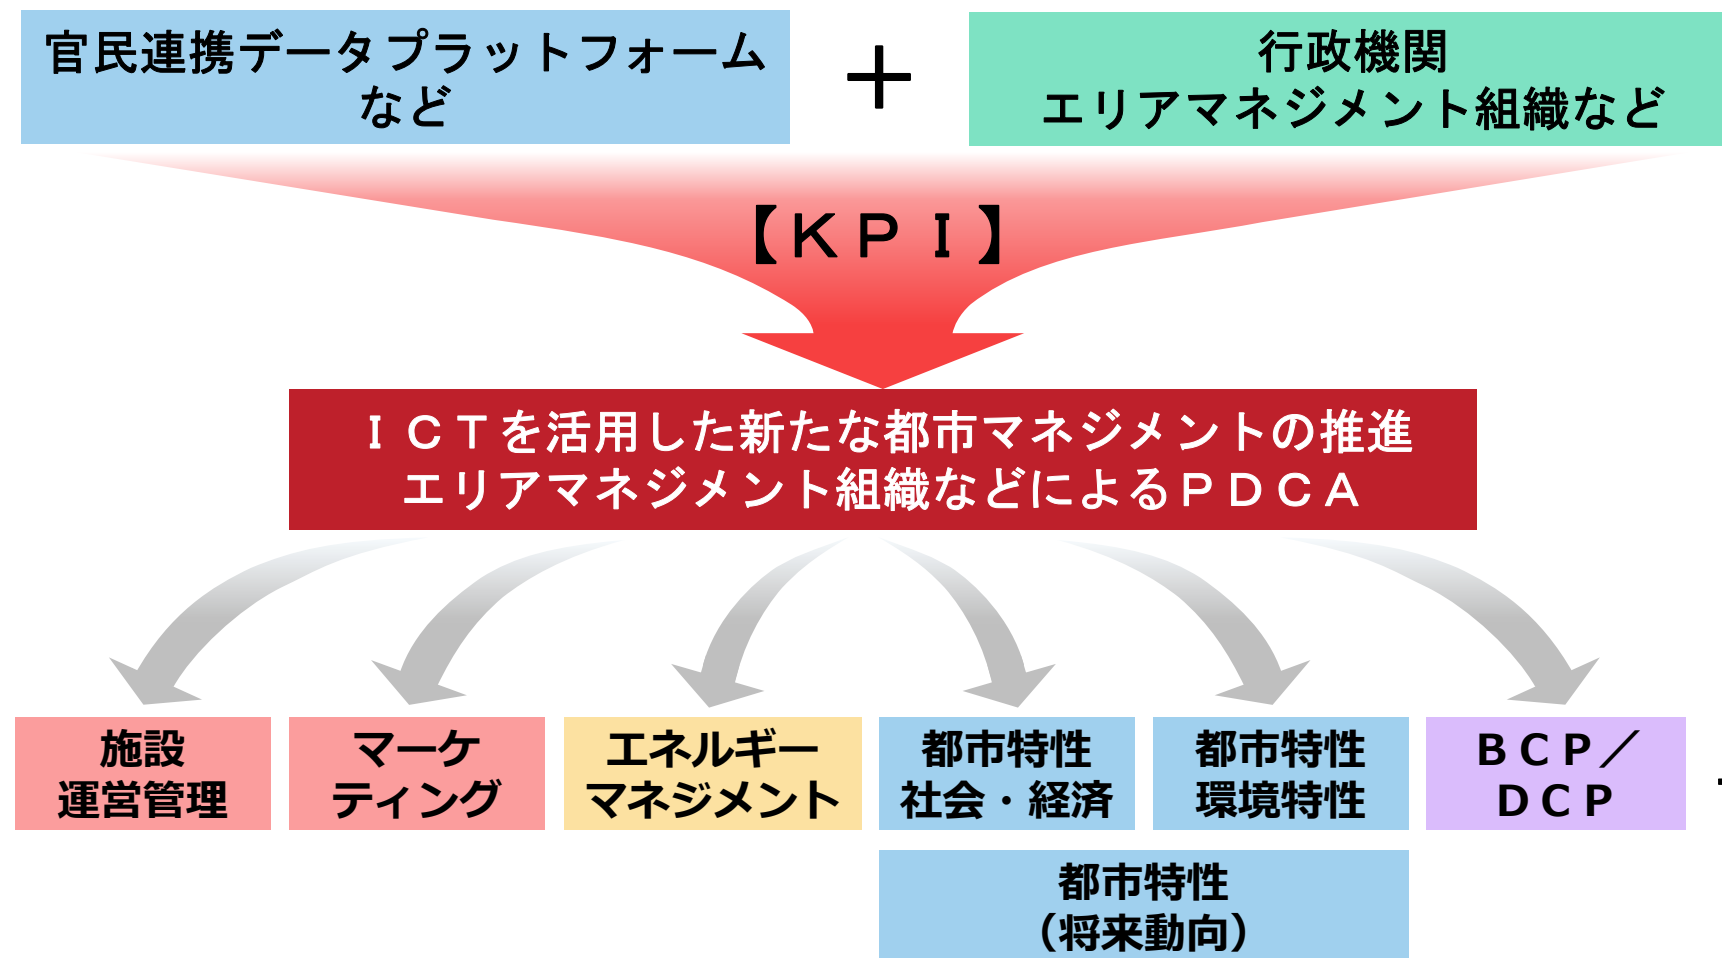 官民連携データプラットフォーム
など
＋
行政機関
エリアマネジメント組織など
【ＫＰＩ】
ＩＣＴを活用した新たな都市マネジメントの推進
エリアマネジメント組織などによるＰＤＣＡ
施設
運営管理
マーケ
ティング
エネルギー
マネジメント
都市特性
社会・経済
都市特性
環境特性
ＢＣＰ／
ＤＣＰ
都市特性
（将来動向）